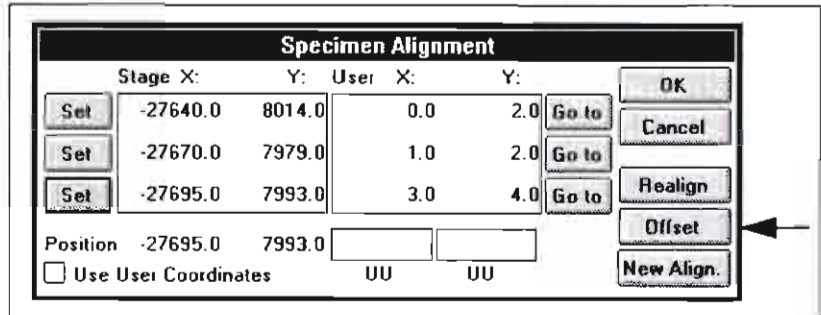 Specimen Alignment
Stage X: Y: User X: Y:
OK
Set -27640.0 8014.0 0.0 2.0 Go to
Cancel
Set -27670.0 7979.0 1.0 2.0 Go to
Set -27695.0 7993.0 3.0 4.0 Go to
Realign
Offset
Position -27695.0 7993.0
Use User Coordinates UU UU
New Align.